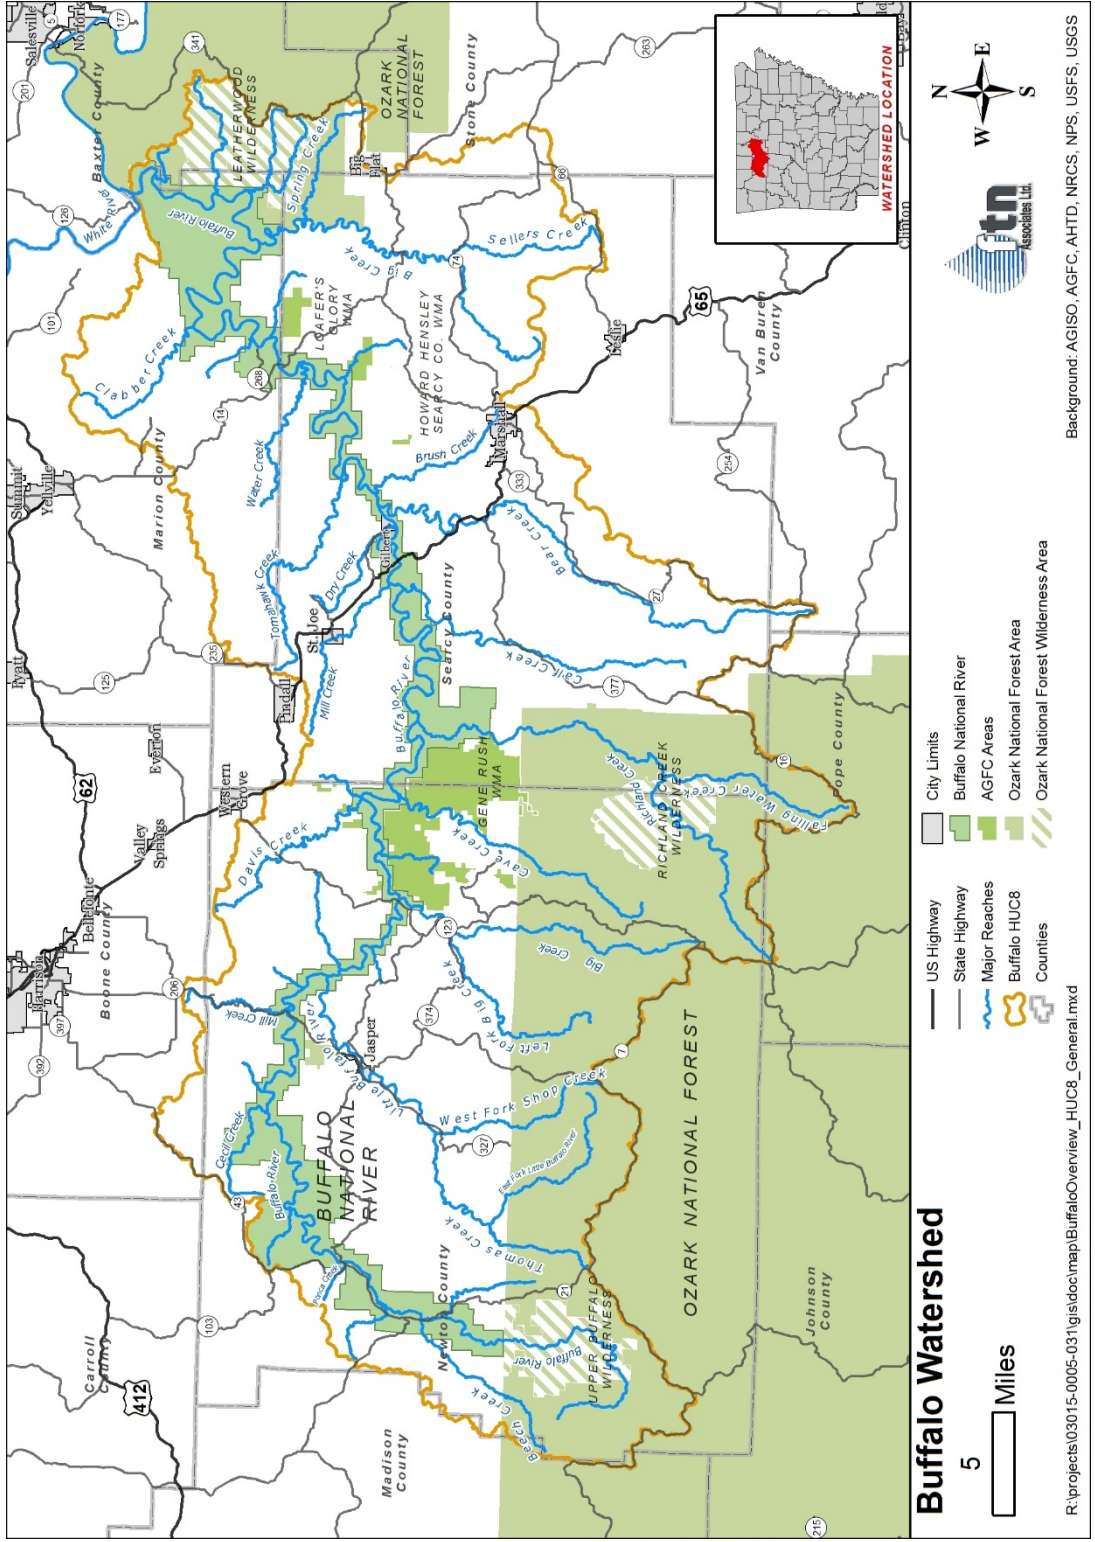 Carroll
County
412
103
Madison
County
Harrison
392
397
Boone County
206
Bellefonte
Valley
Springs
62
Western
Grove
Everton
Pyatt
125
235
Pindall
Summit
Yellville
Marion County
14
101
126
Baxter County
201
Salesville
5
Norfork
177
341
White River
Buffalo River
LEATHERWOOD
WILDERNESS
OZARK
NATIONAL
FOREST
Spring Creek
Big
Flat
Stone County
263
66
Clabber Creek
268
LOAFER'S
GLORY
WMA
Big Creek
Sellers Creek
74
HOWARD HENSLEY
SEARCY CO. WMA
Water Creek
Brush Creek
Marshall
Leslie
65
Van Buren
County
254
Clinton
333
Tomahawk Creek
Dry Creek
Gilbert
St. Joe
Mill Creek
Bear Creek
27
Searcy County
Calf Creek
377
Buffalo River
GENE RUSH
WMA
Davis Creek
Cave Creek
Richland Creek
RICHLAND CREEK
WILDERNESS
Falling Water Creek
16
Pope County
123
Big
Creek
Left Fork Big Creek
374
Mill Creek
Little Buffalo River
Jasper
7
Cecil Creek
43
Buffalo River
BUFFALO
NATIONAL
RIVER
West Fork Shop Creek
327
East Fork Little Buffalo River
Thomas Creek
Ponca Creek
Newton County
21
OZARK NATIONAL FOREST
UPPER BUFFALO
WILDERNESS
Buffalo River
Beech Creek
Johnson
County
215
WATERSHED LOCATION
Buffalo Watershed
5
Miles
US Highway
State Highway
Major Reaches
Buffalo HUC8
Counties
City Limits
Buffalo National River
AGFC Areas
Ozark National Forest Area
Ozark National Forest Wilderness Area
ftn
Associates Ltd.
N
W
E
S
R:\projects\03015-0005-031\gis\doc\map\BuffaloOverview_HUC8_General.mxd
Background: AGISO, AGFC, AHTD, NRCS, NPS, USFS, USGS